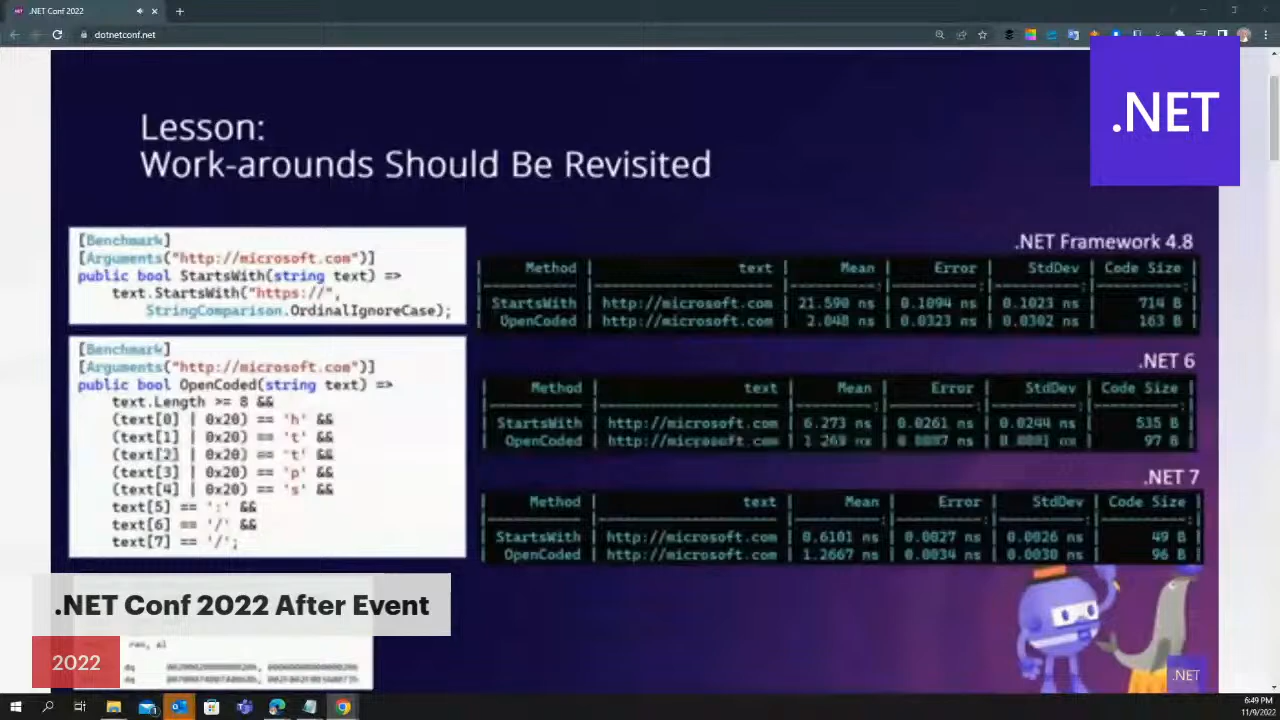 .NET Conf 2022
dotnetconf.net
.NET
Lesson:
Work-arounds Should Be Revisited
[Benchmark]
[Arguments("http://microsoft.com")]
public bool StartsWith(string text) =>
text.StartsWith("https://",
StringComparison.OrdinalIgnoreCase);
[Benchmark]
[Arguments("http://microsoft.com")]
public bool OpenCoded(string text) =>
text.Length >= 8 &&
(text[0] | 0x20) == 'h' &&
(text[1] | 0x20) == 't' &&
(text[2] | 0x20) == 't' &&
(text[3] | 0x20) == 'p' &&
(text[4] | 0x20) == 's' &&
text[5] == ':' &&
text[6] == '/' &&
text[7] == '/';
.NET Framework 4.8
| Method | text | Mean | Error | StdDev | Code Size |
| StartsWith | http://microsoft.com | 21.590 ns | 0.1094 ns | 0.1023 ns | 714 B |
| OpenCoded | http://microsoft.com | 2.048 ns | 0.0323 ns | 0.0302 ns | 163 B |
.NET 6
| Method | text | Mean | Error | StdDev | Code Size |
| StartsWith | http://microsoft.com | 6.273 ns | 0.0261 ns | 0.0244 ns | 535 B |
| OpenCoded | http://microsoft.com | ns | ns | ns | 97 B |
.NET 7
| Method | text | Mean | Error | StdDev | Code Size |
| StartsWith | http://microsoft.com | 0.6101 ns | 0.0027 ns | 0.0026 ns | 49 B |
| OpenCoded | http://microsoft.com | 1.2667 ns | 0.0034 ns | 0.0030 ns | 96 B |
.NET Conf 2022 After Event
2022
dq
dq
.NET
6:49 PM
11/9/2022